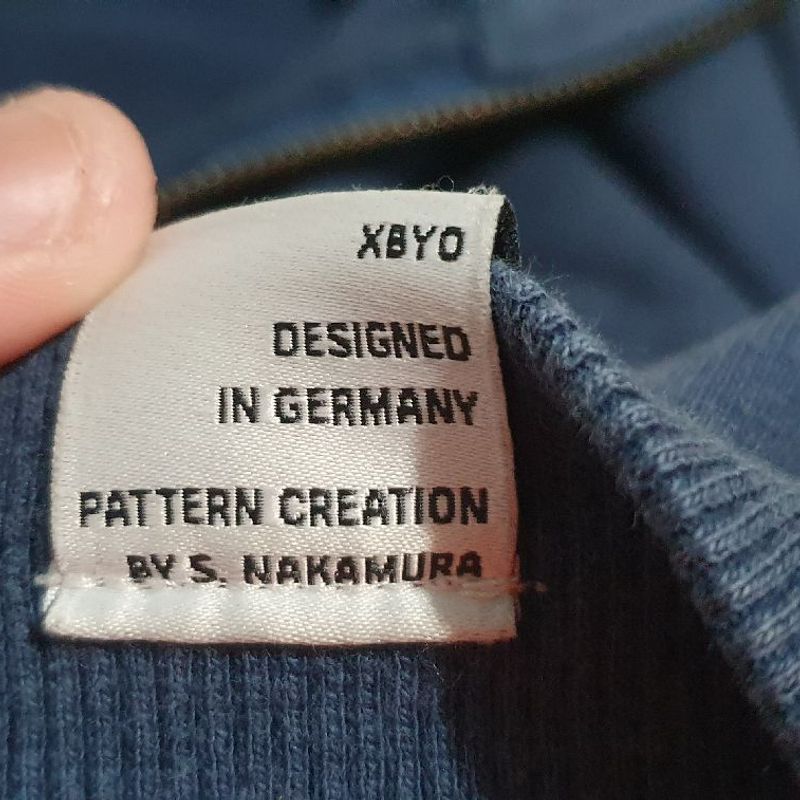 XBYO
DESIGNED
IN GERMANY
PATTERN CREATION
BY S. NAKAMURA